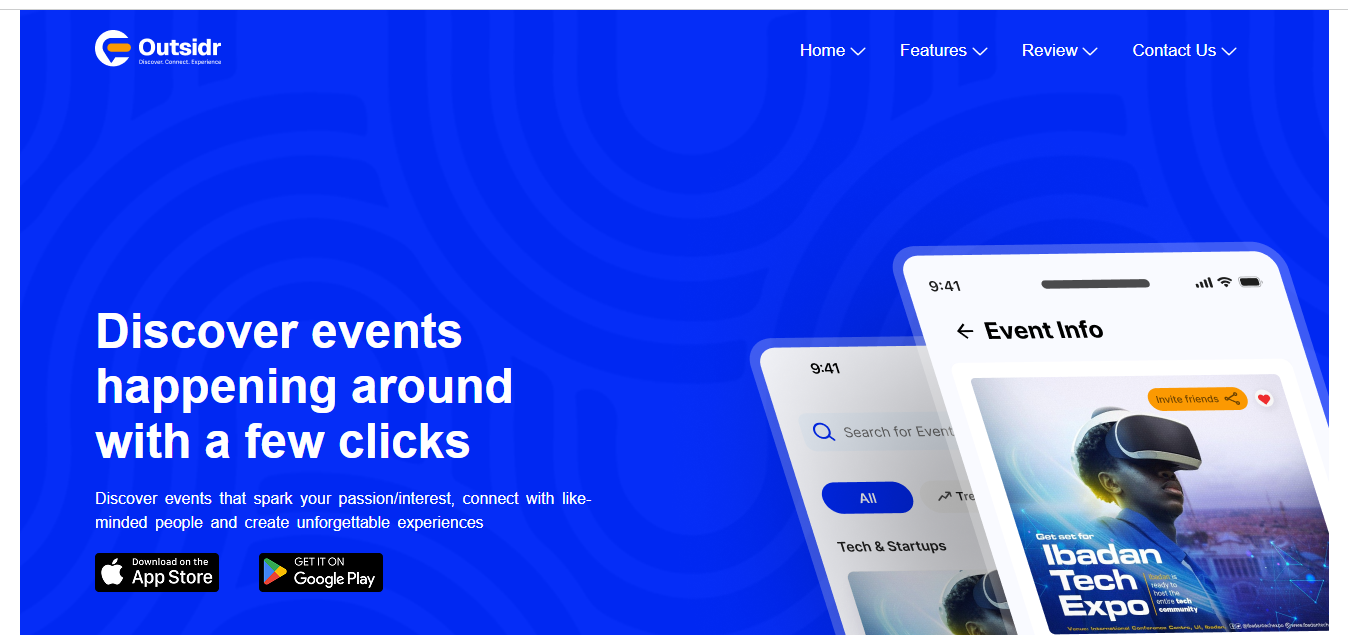 Outsidr
Discover. Connect. Experience
Home
Features
Review
Contact Us
Discover events
happening around
with a few clicks
Discover events that spark your passion/interest, connect with like-
minded people and create unforgettable experiences
Download on the
App Store
GET IT ON
Google Play
9:41
Search for Event
All
Tre
Tech & Startups
9:41
Event Info
Invite friends
Get set for
Ibadan
Tech
Expo
Ibadan is
ready to
host the
entire tech
community
Venue: International Conference Centre, UI, Ibadan.